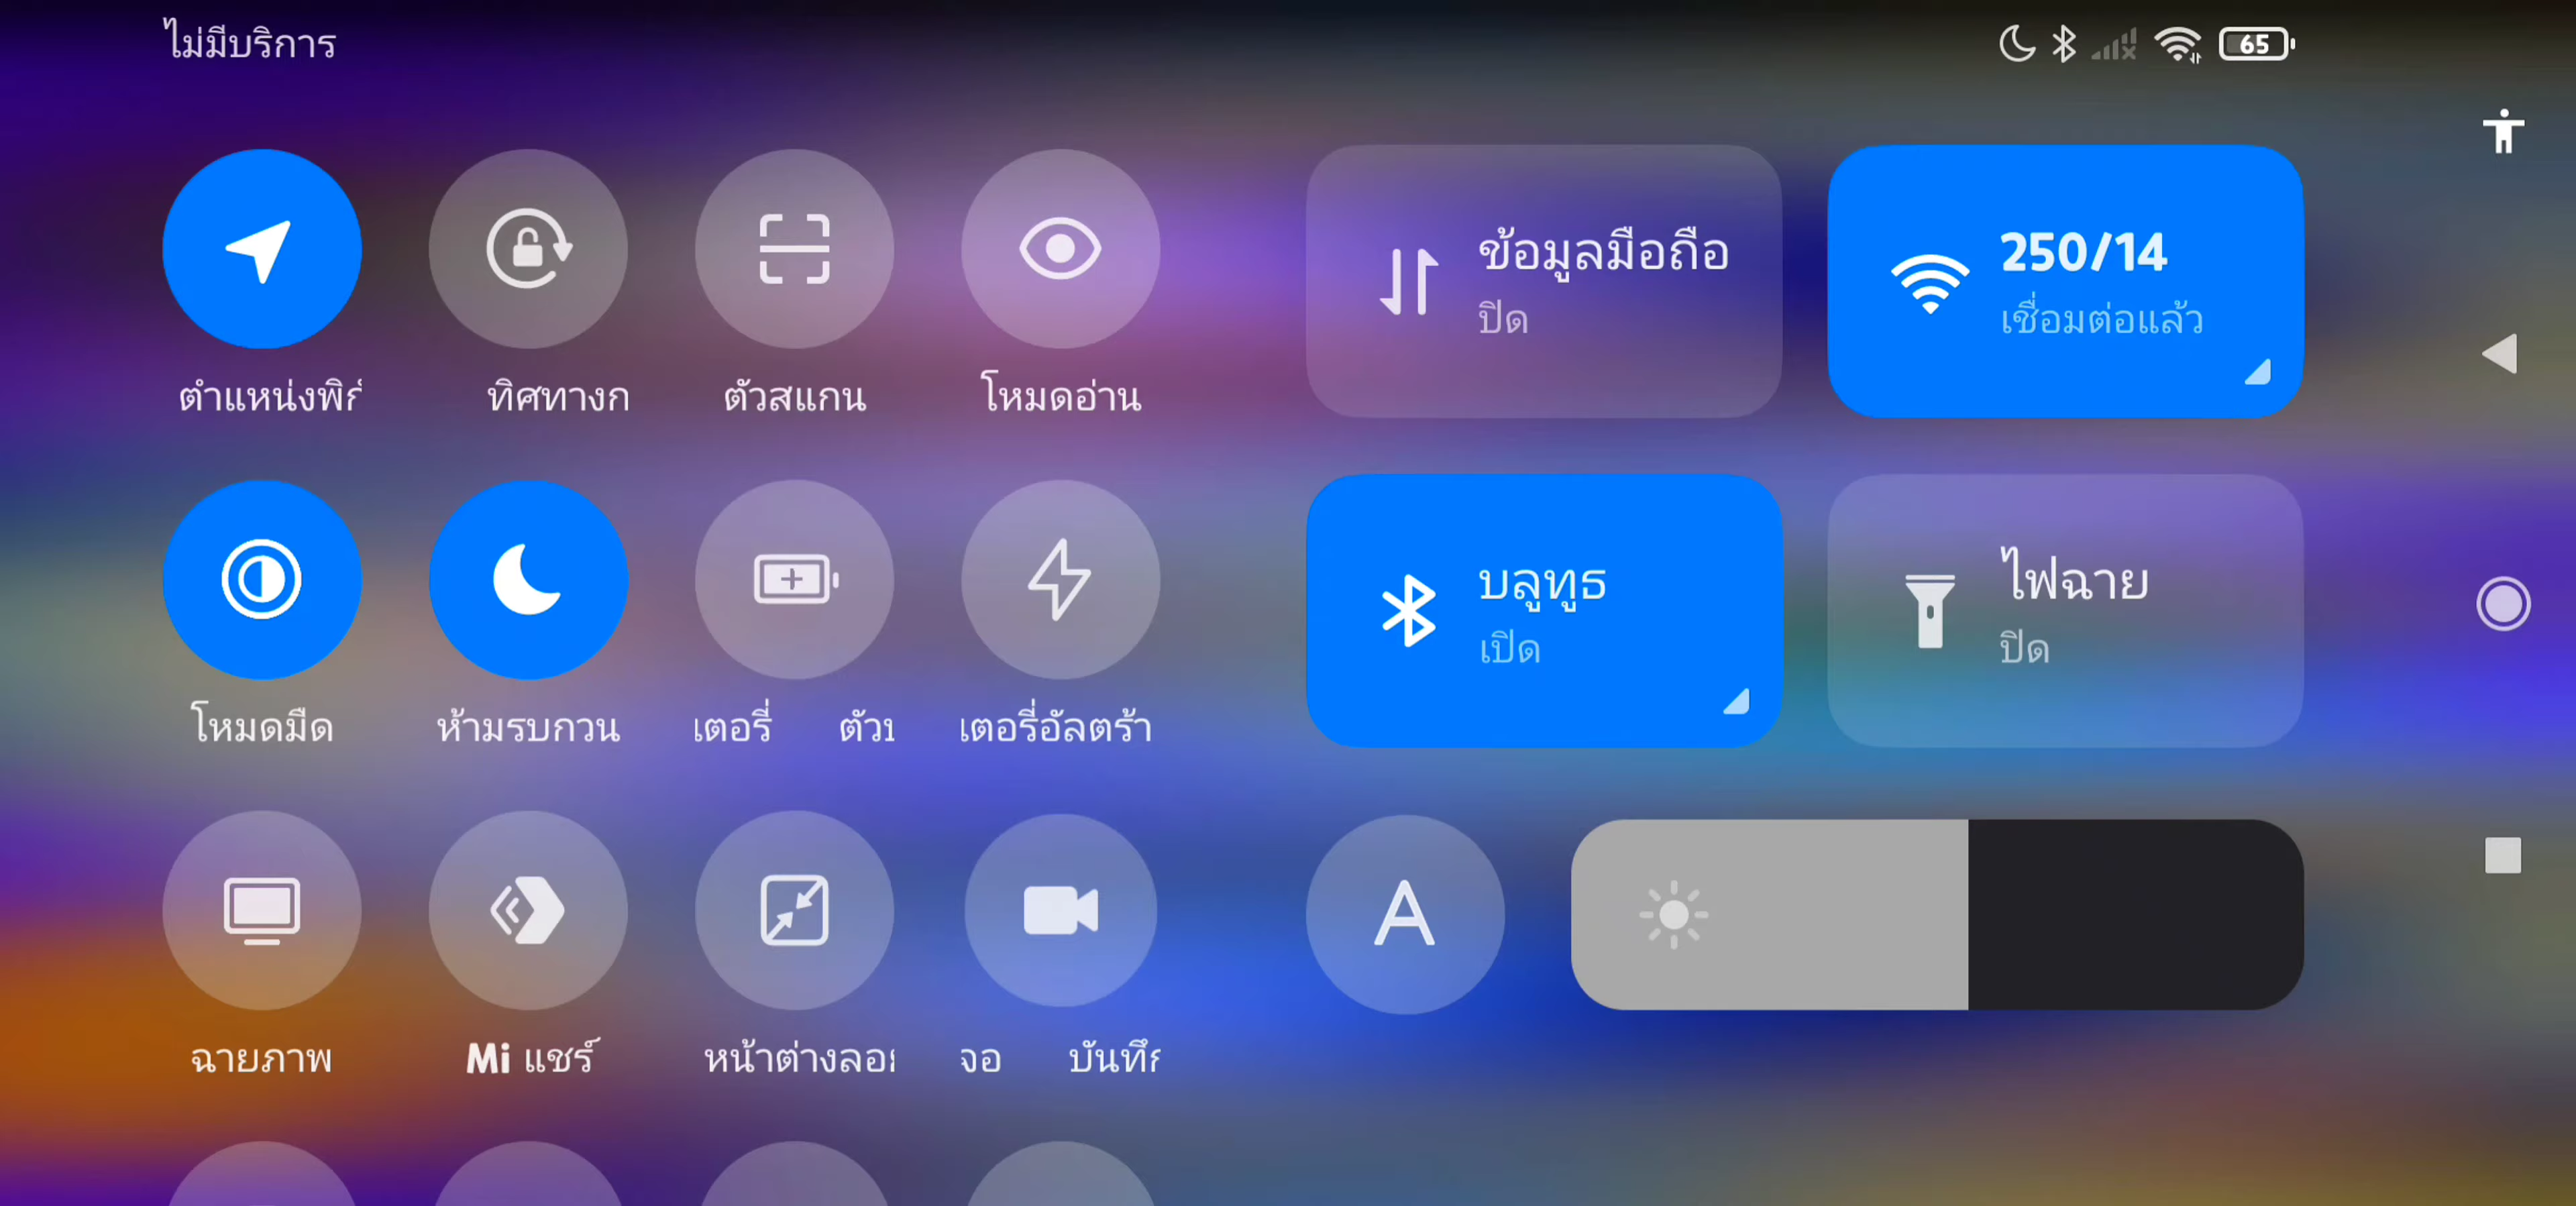 ไม่มีบริการ
65
ข้อมูลมือถือ
ปิด
250/14
เชื่อมต่อแล้ว
ตำแหน่งพิกั
ทิศทางก
ตัวสแกน
โหมดอ่าน
บลูทูธ
เปิด
ไฟฉาย
ปิด
โหมดมืด
ห้ามรบกวน
เตอรี่ ตัว
เตอรี่อัลตร้า
A
ฉายภาพ
Mi แชร์
หน้าต่างลอย
จอ บันทึก